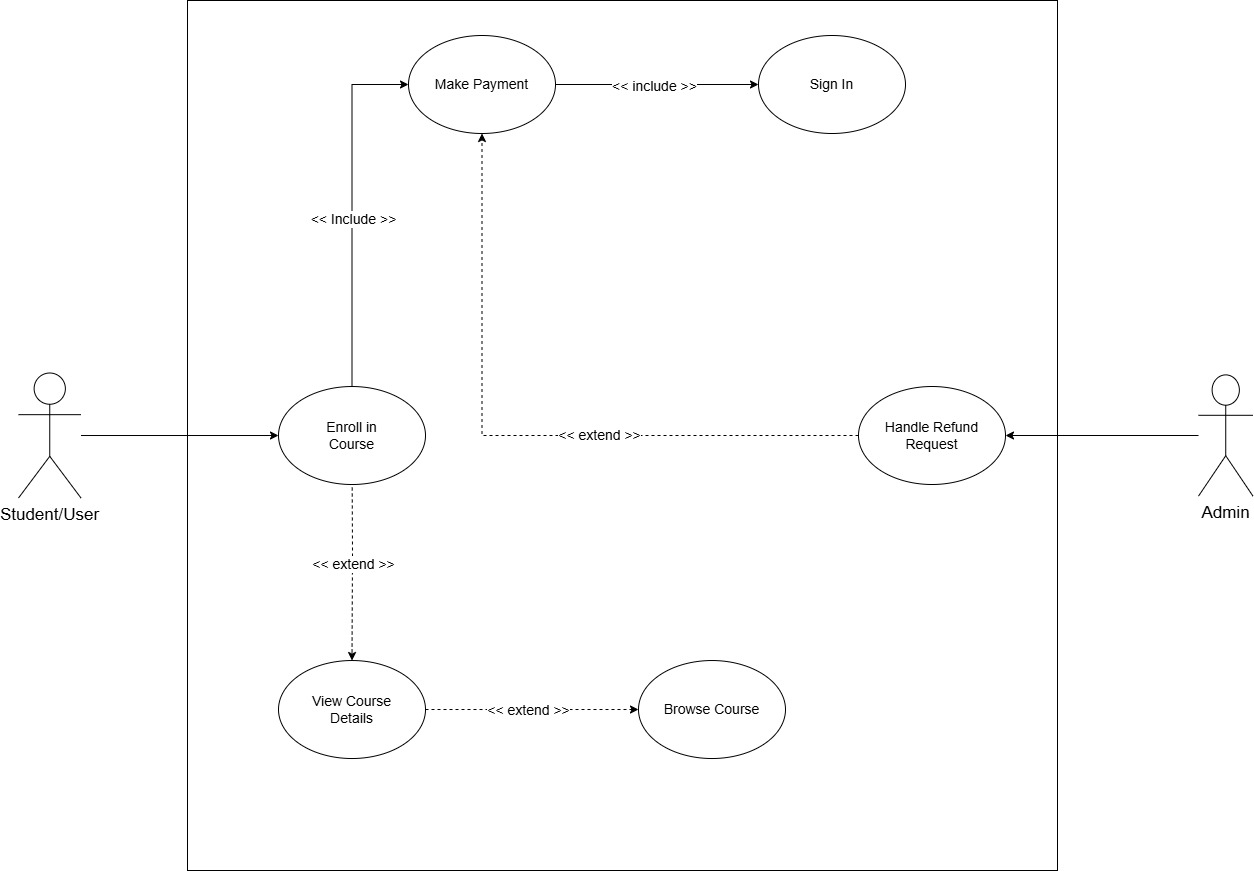 Make Payment
<< include >>
Sign In
<< Include >>
Enroll in
Course
<< extend >>
Handle Refund
Request
Student/User
Admin
<< extend >>
View Course
Details
<< extend >>
Browse Course